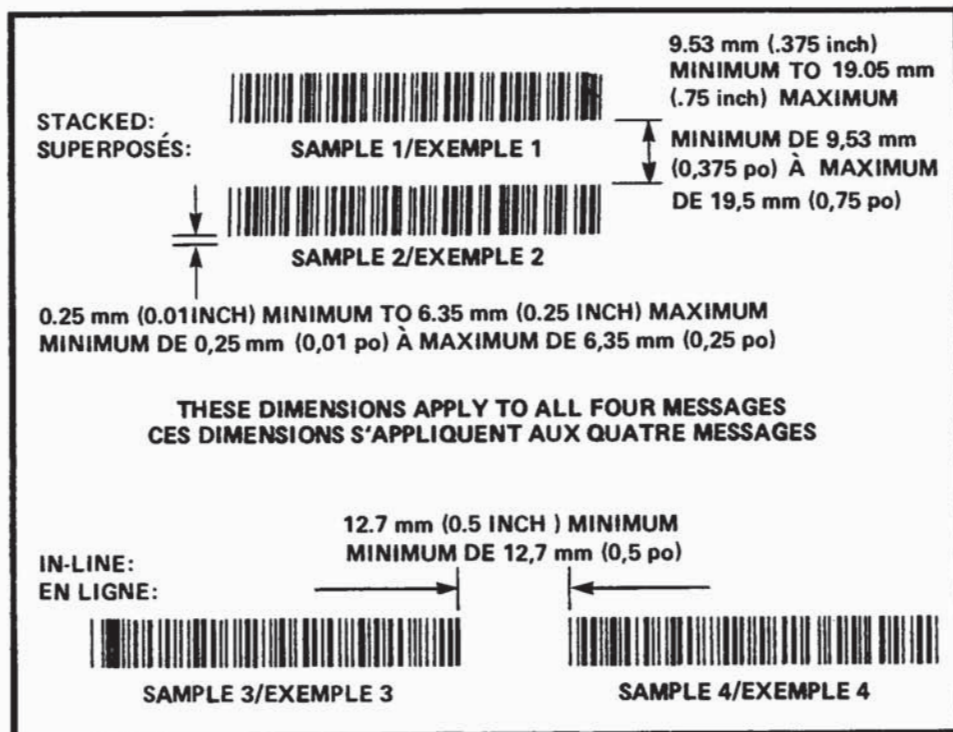 9.53 mm (.375 inch)
MINIMUM TO 19.05 mm
(.75 inch) MAXIMUM
STACKED:
SUPERPOSÉS:
SAMPLE 1/EXEMPLE 1
MINIMUM DE 9,53 mm
(0,375 po) À MAXIMUM
DE 19,5 mm (0,75 po)
SAMPLE 2/EXEMPLE 2
0.25 mm (0.01INCH) MINIMUM TO 6.35 mm (0.25 INCH) MAXIMUM
MINIMUM DE 0,25 mm (0,01 po) À MAXIMUM DE 6,35 mm (0,25 po)
THESE DIMENSIONS APPLY TO ALL FOUR MESSAGES
CES DIMENSIONS S'APPLIQUENT AUX QUATRE MESSAGES
12.7 mm (0.5 INCH ) MINIMUM
MINIMUM DE 12,7 mm (0,5 po)
IN-LINE:
EN LIGNE:
SAMPLE 3/EXEMPLE 3
SAMPLE 4/EXEMPLE 4